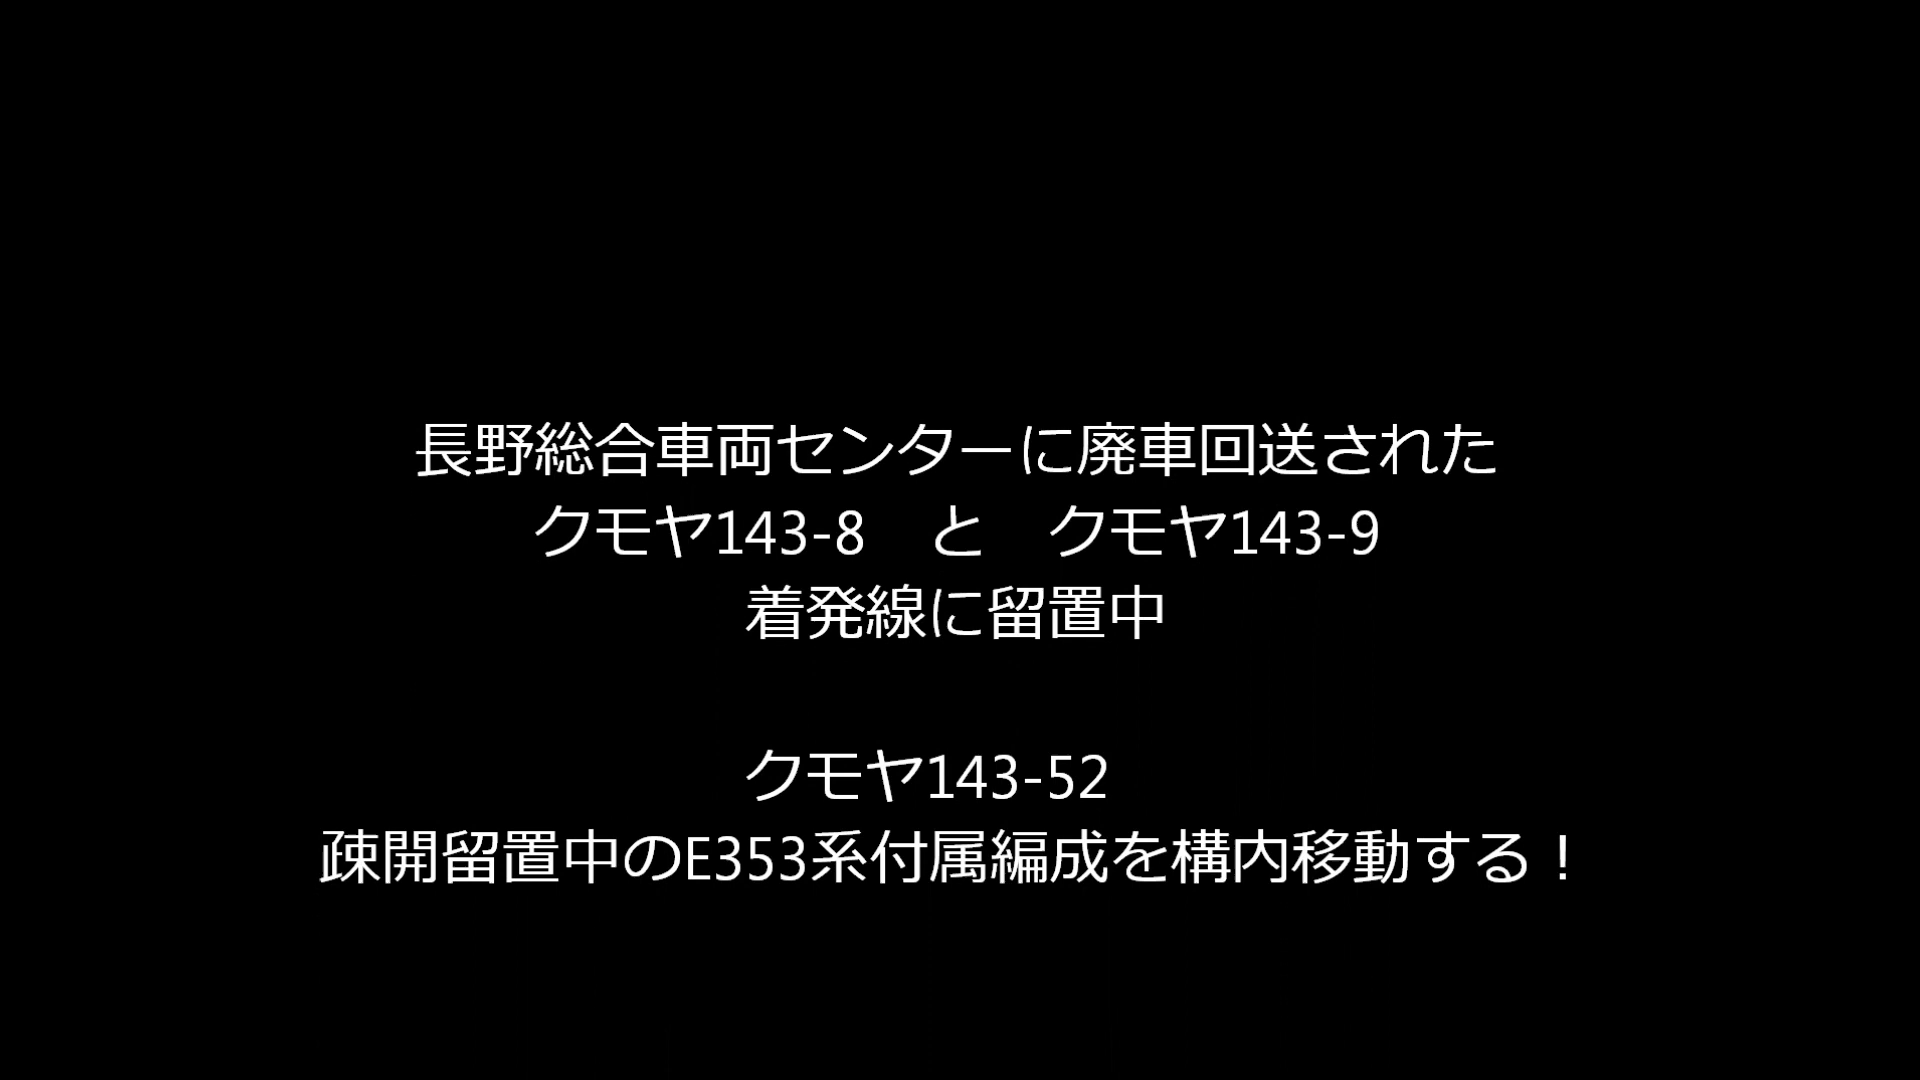 長野総合車両センターに廃車回送された
クモヤ143-8　と　クモヤ143-9
着発線に留置中
クモヤ143-52
疎開留置中のE353系付属編成を構内移動する！